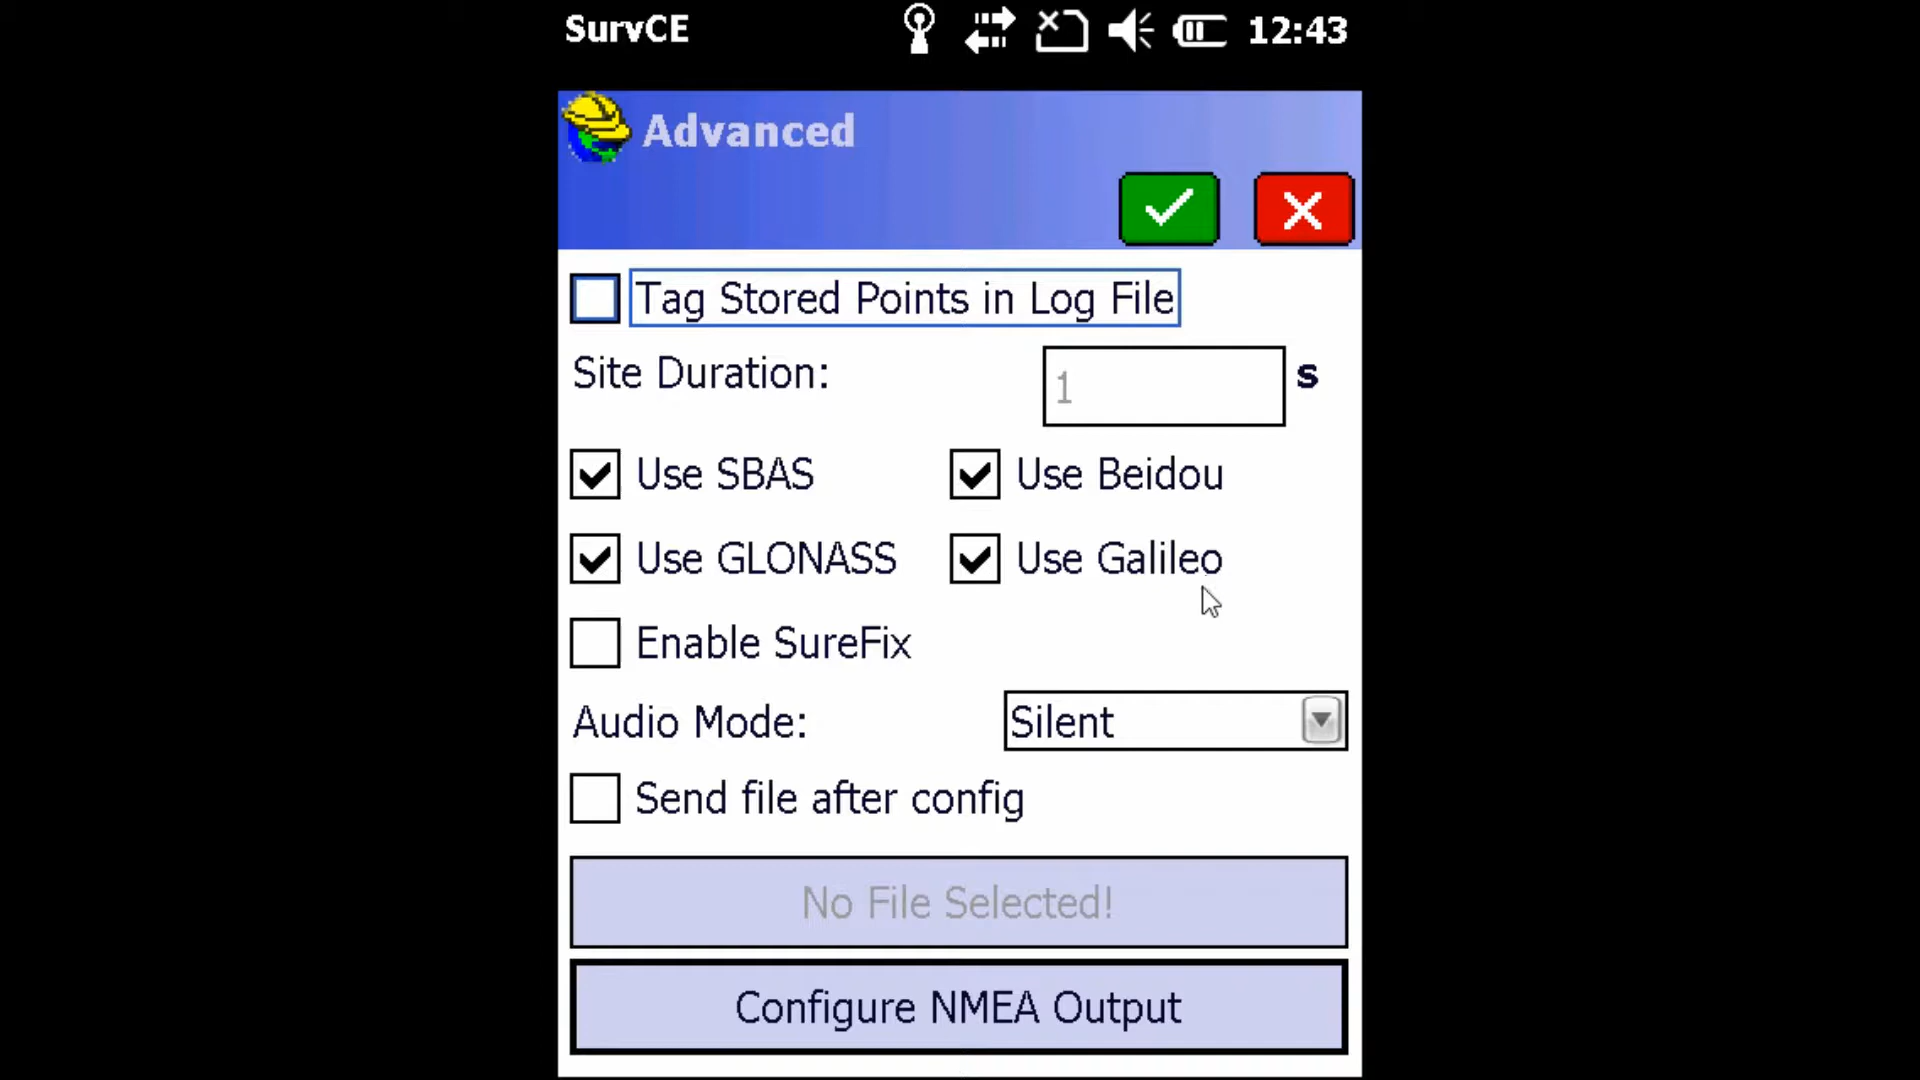 SurvCE 12:43
Advanced
Tag Stored Points in Log File
Site Duration: 1 s
Use SBAS Use Beidou
Use GLONASS Use Galileo
Enable SureFix
Audio Mode: Silent
Send file after config
No File Selected!
Configure NMEA Output